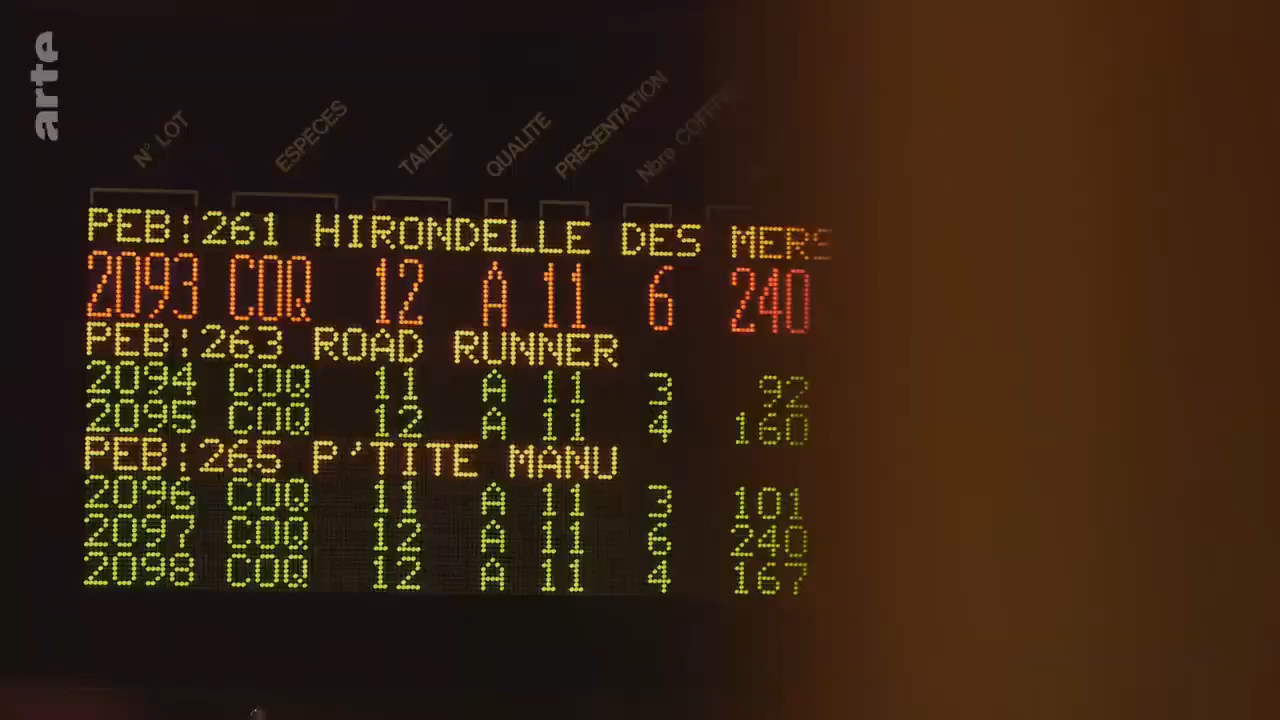 arte
N° LOT ESPECES TAILLE QUALITE PRESENTATION Nbre
PEB:261 HIRONDELLE DES MERS
2093 COQ 12 A 11 6 240
PEB:263 ROAD RUNNER
2094 COQ 11 A 11 3 92
2095 COQ 12 A 11 4 160
PEB:265 P'TITE MANU
2096 COQ 11 A 11 3 101
2097 COQ 12 A 11 6 240
2098 COQ 12 A 11 4 167